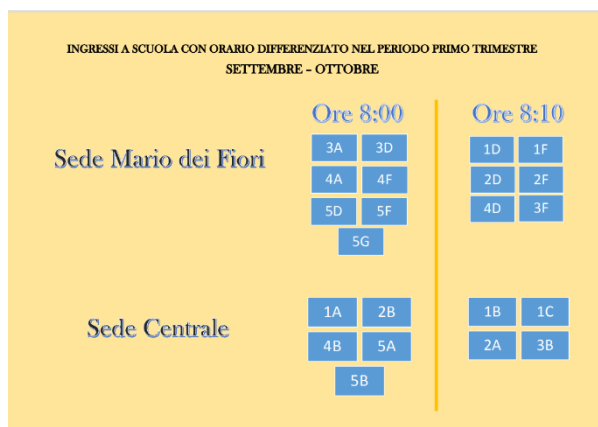 INGRESSI A SCUOLA CON ORARIO DIFFERENZIATO NEL PERIODO PRIMO TRIMESTRE
SETTEMBRE – OTTOBRE
Ore 8:00 Ore 8:10
Sede Mario dei Fiori
3A 3D 1D 1F
4A 4F 2D 2F
5D 5F 4D 3F
5G
Sede Centrale
1A 2B 1B 1C
4B 5A 2A 3B
5B